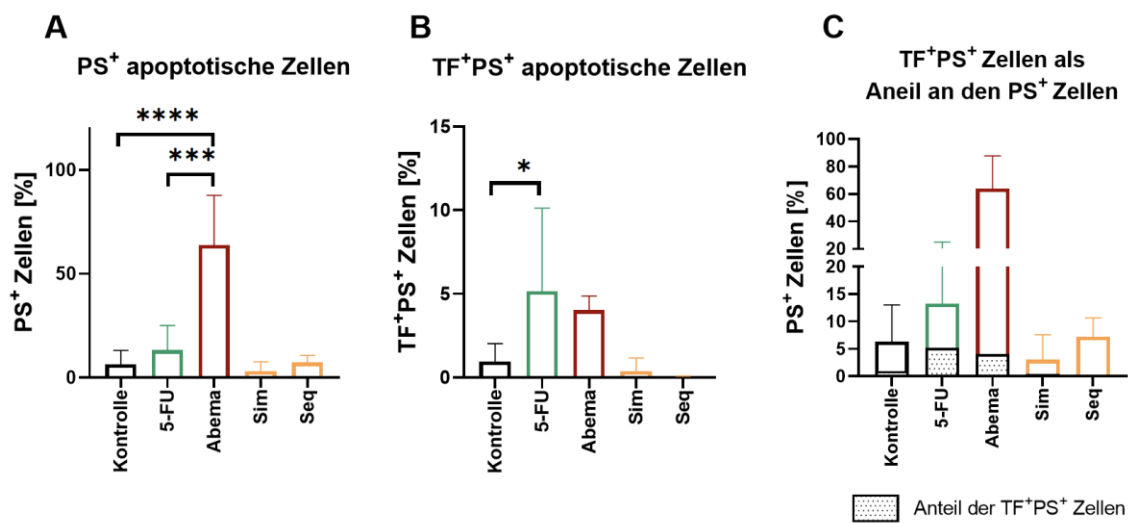 A
PS⁺ apoptotische Zellen
PS⁺ Zellen [%]
100
50
0
****
***
Kontrolle
5-FU
Abema
Sim
Seq
B
TF⁺PS⁺ apoptotische Zellen
TF⁺PS⁺ Zellen [%]
15
10
5
0
*
Kontrolle
5-FU
Abema
Sim
Seq
C
TF⁺PS⁺ Zellen als
Aneil an den PS⁺ Zellen
PS⁺ Zellen [%]
100
80
60
40
20
20
15
10
5
0
Kontrolle
5-FU
Abema
Sim
Seq
Anteil der TF⁺PS⁺ Zellen